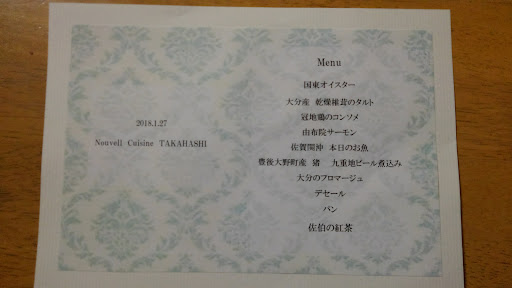 2018.1.27
Nouvell Cuisine TAKAHASHI
Menu
国東オイスター
大分産 乾燥椎茸のタルト
冠地鶏のコンソメ
由布院サーモン
佐賀関沖 本日のお魚
豊後大野町産 猪 九重地ビール煮込み
大分のフロマージュ
デセール
パン
佐伯の紅茶